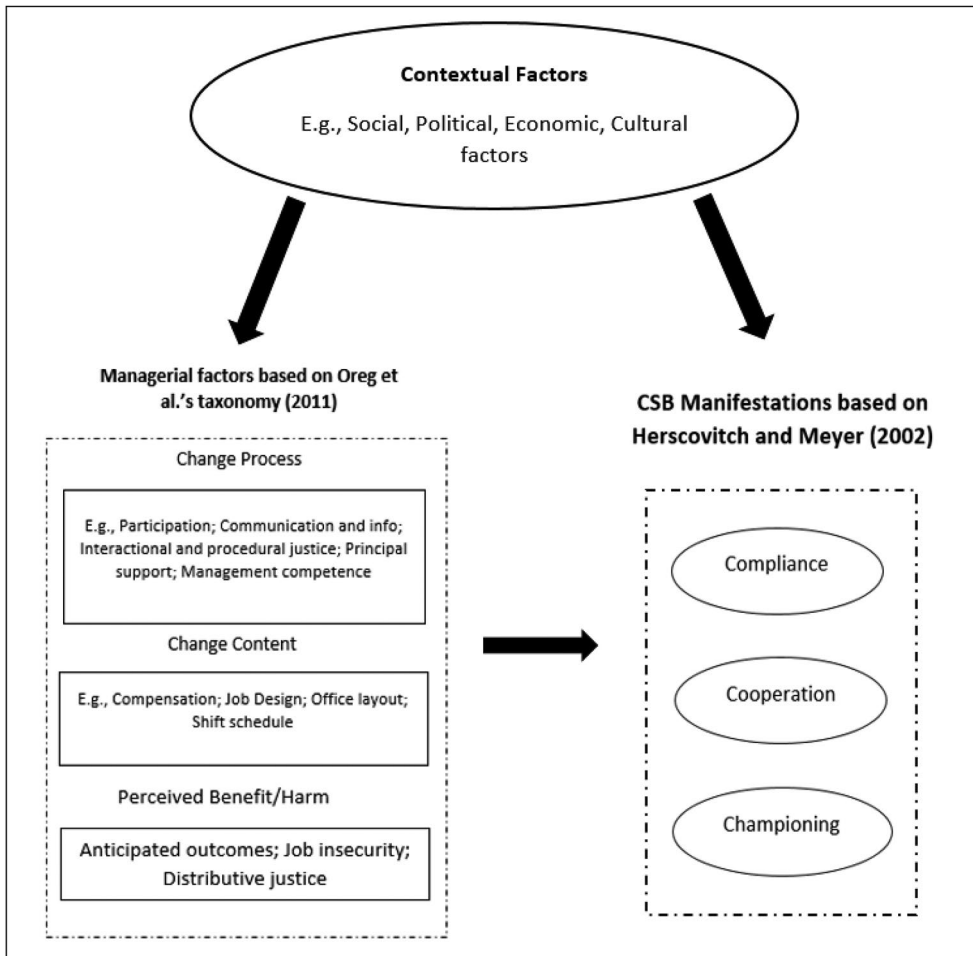 Contextual Factors
E.g., Social, Political, Economic, Cultural
factors
Managerial factors based on Oreg et
al.'s taxonomy (2011)
Change Process
E.g., Participation; Communication and info;
Interactional and procedural justice; Principal
support; Management competence
Change Content
E.g., Compensation; Job Design; Office layout;
Shift schedule
Perceived Benefit/Harm
Anticipated outcomes; Job insecurity;
Distributive justice
CSB Manifestations based on
Herscovitch and Meyer (2002)
Compliance
Cooperation
Championing